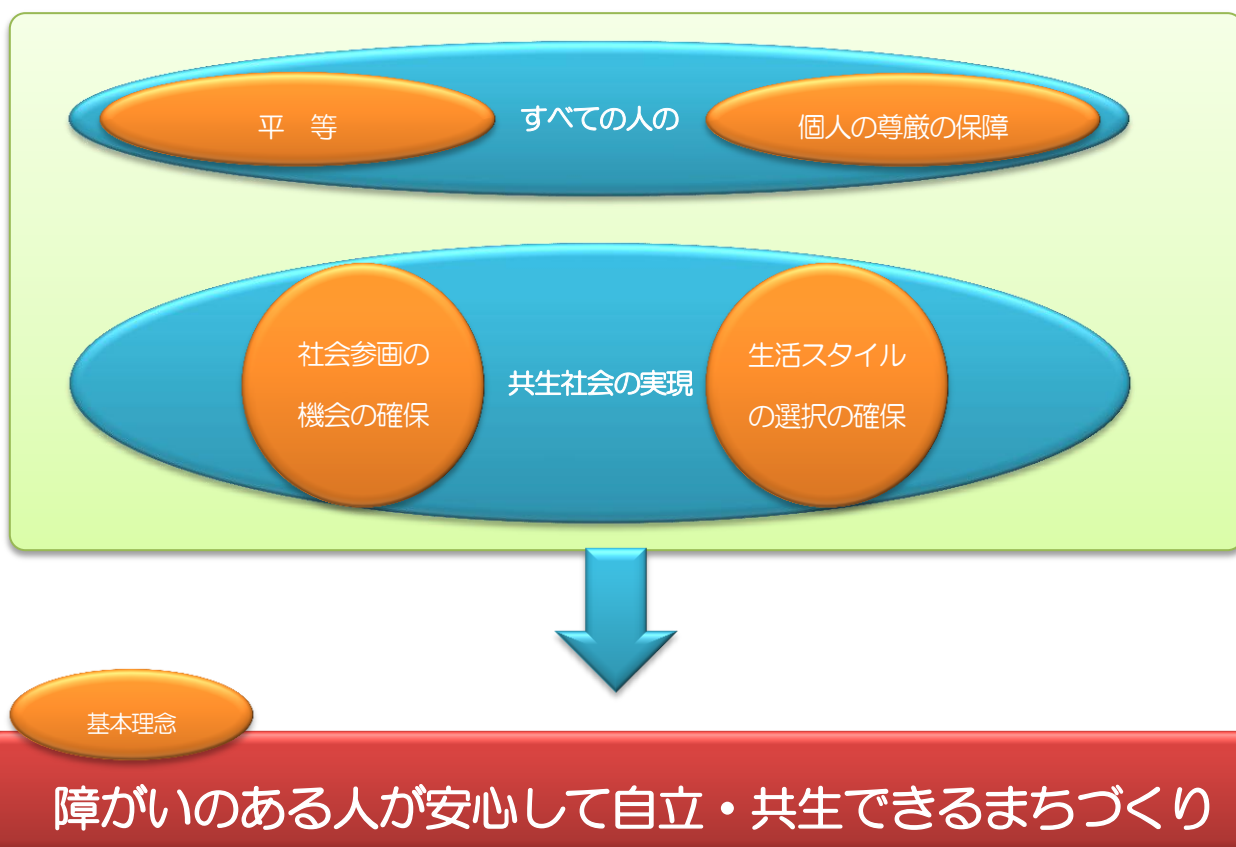 平　等
すべての人の
個人の尊厳の保障
社会参画の
機会の確保
共生社会の実現
生活スタイル
の選択の確保
基本理念
障がいのある人が安心して自立・共生できるまちづくり